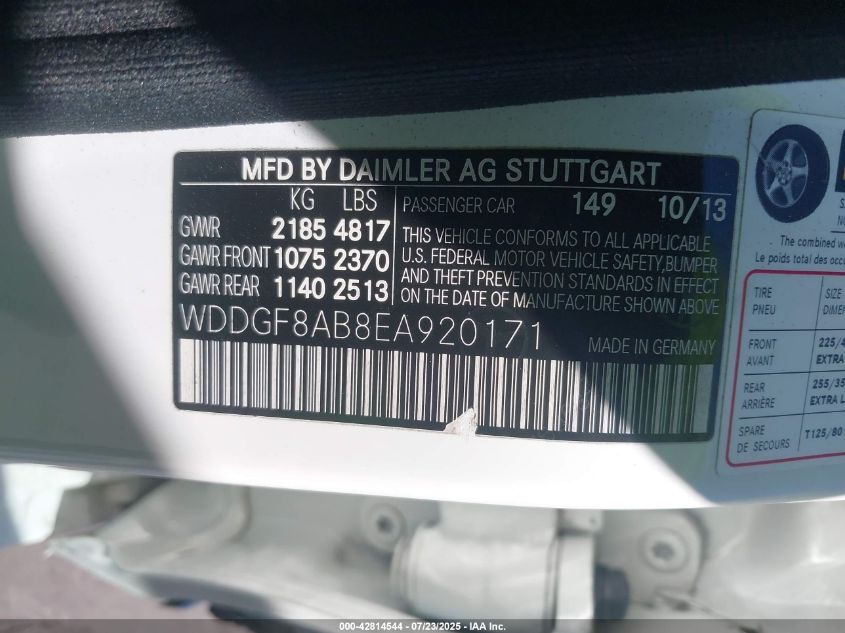 MFD BY DAIMLER AG STUTTGART
KG LBS
GVWR 2185 4817
GAWR FRONT 1075 2370
GAWR REAR 1140 2513
PASSENGER CAR 149 10/13
THIS VEHICLE CONFORMS TO ALL APPLICABLE
U.S. FEDERAL MOTOR VEHICLE SAFETY, BUMPER
AND THEFT PREVENTION STANDARDS IN EFFECT
ON THE DATE OF MANUFACTURE SHOWN ABOVE
WDDGF8AB8EA920171
MADE IN GERMANY
The combined
Le poids total des
TIRE SIZE
PNEU
FRONT 225/4
AVANT EXTRA
REAR 255/35
ARRIÈRE EXTRA L
SPARE T125/80
DE SECOURS
000-42814544 - 07/23/2025 - IAA Inc.